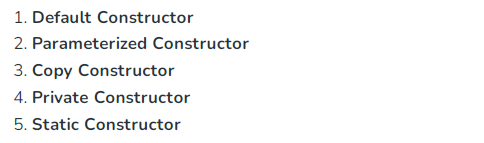 1. Default Constructor
2. Parameterized Constructor
3. Copy Constructor
4. Private Constructor
5. Static Constructor